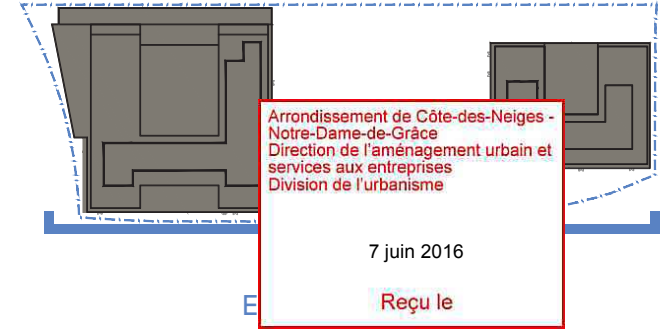 Arrondissement de Côte-des-Neiges -
Notre-Dame-de-Grâce
Direction de l'aménagement urbain et
services aux entreprises
Division de l'urbanisme
7 juin 2016
E
Reçu le